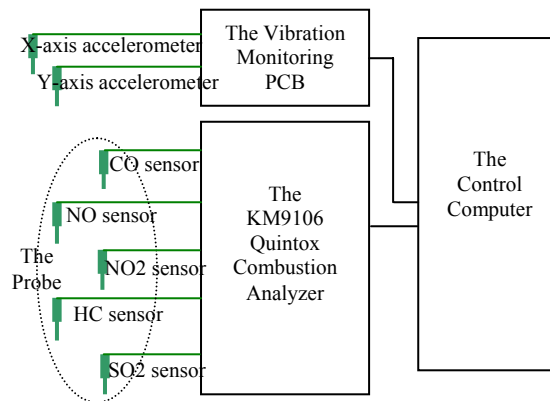 X-axis accelerometer
Y-axis accelerometer
The Vibration
Monitoring
PCB
CO sensor
NO sensor
The
Probe
NO2 sensor
HC sensor
SO2 sensor
The
KM9106
Quintox
Combustion
Analyzer
The
Control
Computer